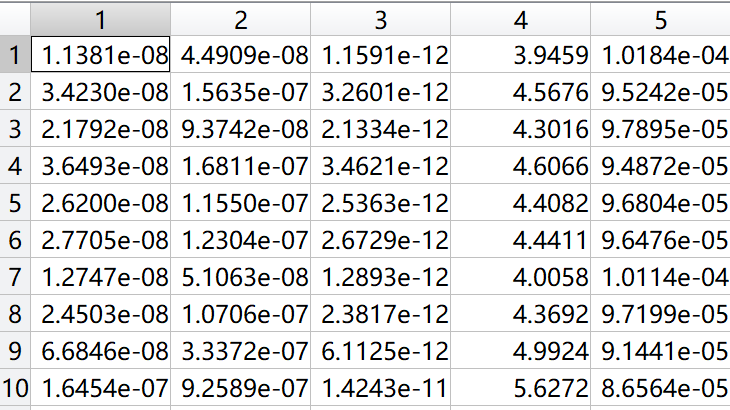 1 2 3 4 5
1 1.1381e-08 4.4909e-08 1.1591e-12 3.9459 1.0184e-04
2 3.4230e-08 1.5635e-07 3.2601e-12 4.5676 9.5242e-05
3 2.1792e-08 9.3742e-08 2.1334e-12 4.3016 9.7895e-05
4 3.6493e-08 1.6811e-07 3.4621e-12 4.6066 9.4872e-05
5 2.6200e-08 1.1550e-07 2.5363e-12 4.4082 9.6804e-05
6 2.7705e-08 1.2304e-07 2.6729e-12 4.4411 9.6476e-05
7 1.2747e-08 5.1063e-08 1.2893e-12 4.0058 1.0114e-04
8 2.4503e-08 1.0706e-07 2.3817e-12 4.3692 9.7199e-05
9 6.6846e-08 3.3372e-07 6.1125e-12 4.9924 9.1441e-05
10 1.6454e-07 9.2589e-07 1.4243e-11 5.6272 8.6564e-05